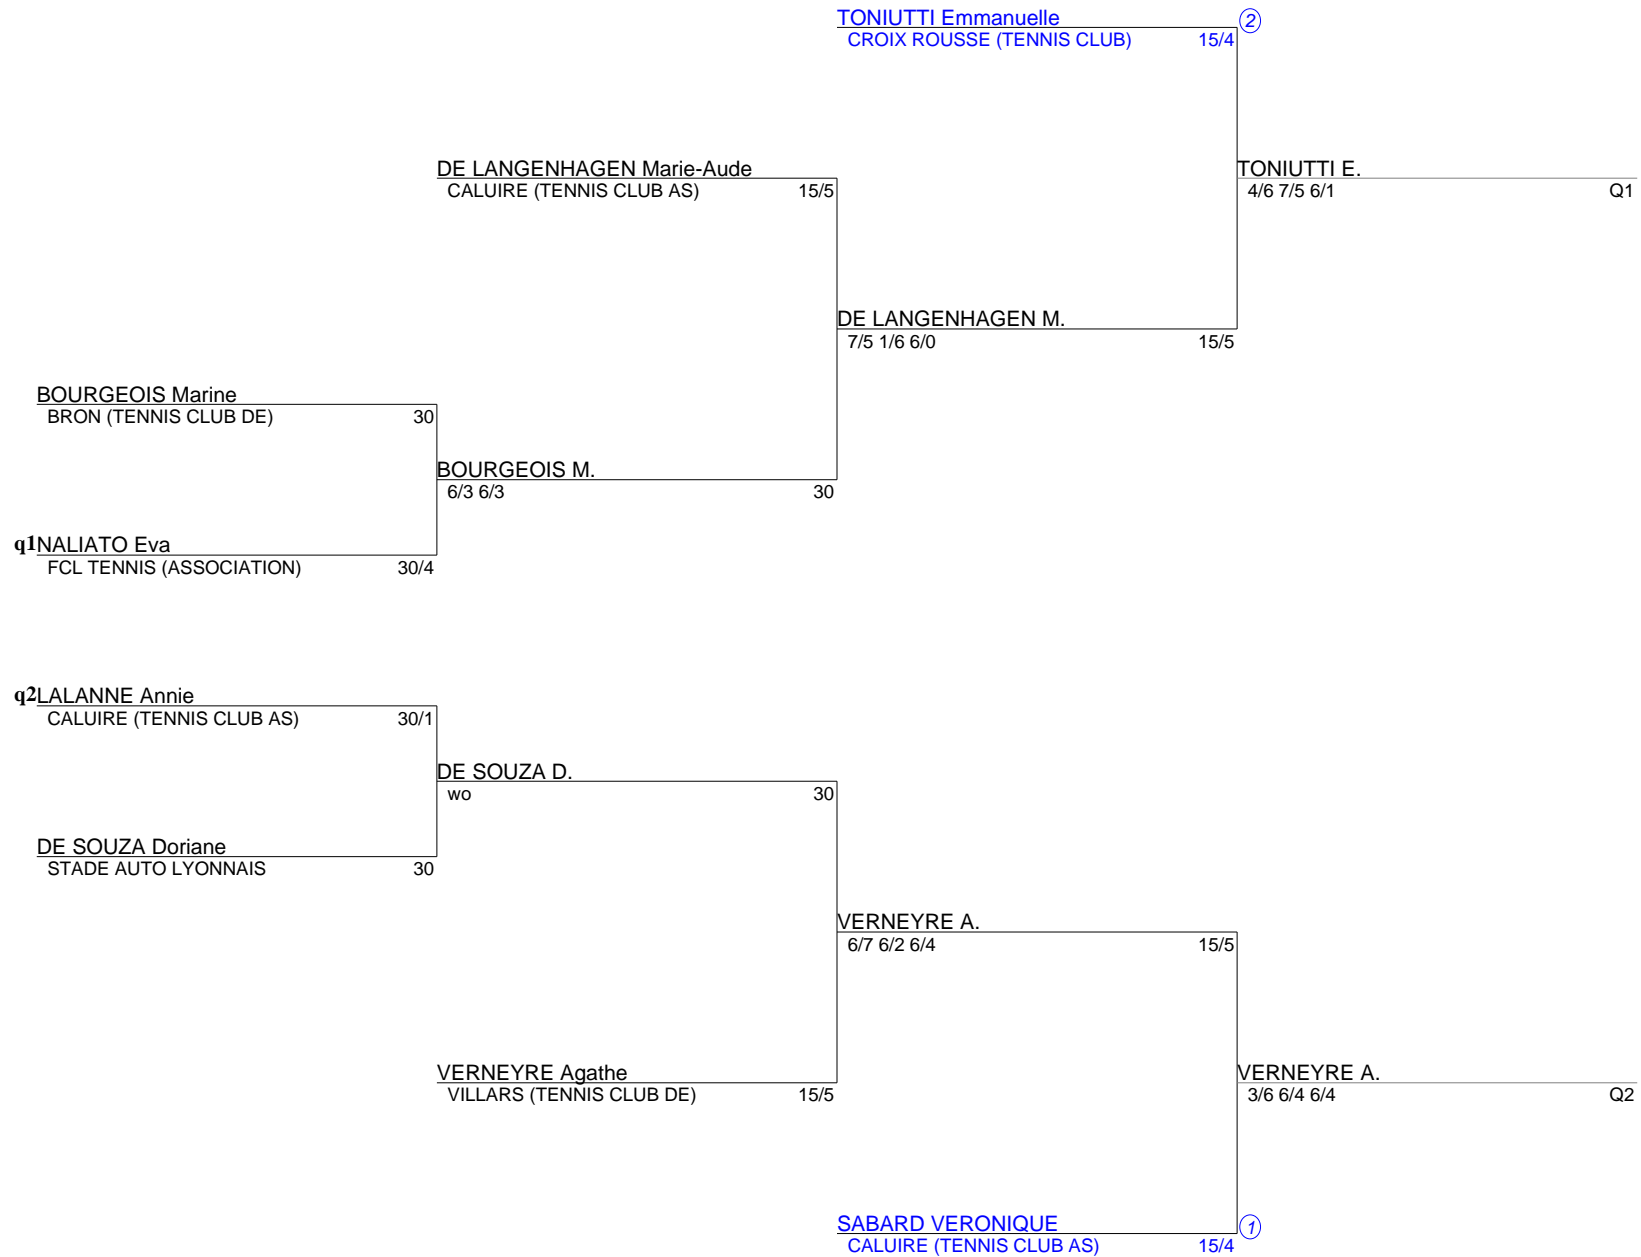 TONIUTTI Emmanuelle 2
CROIX ROUSSE (TENNIS CLUB) 15/4
DE LANGENHAGEN Marie-Aude
CALUIRE (TENNIS CLUB AS) 15/5
TONIUTTI E.
4/6 7/5 6/1 Q1
DE LANGENHAGEN M.
7/5 1/6 6/0 15/5
BOURGEOIS Marine
BRON (TENNIS CLUB DE) 30
BOURGEOIS M.
6/3 6/3 30
q1 NALIATO Eva
FCL TENNIS (ASSOCIATION) 30/4
q2 LALANNE Annie
CALUIRE (TENNIS CLUB AS) 30/1
DE SOUZA D.
wo 30
DE SOUZA Doriane
STADE AUTO LYONNAIS 30
VERNEYRE A.
6/7 6/2 6/4 15/5
VERNEYRE Agathe
VILLARS (TENNIS CLUB DE) 15/5
VERNEYRE A.
3/6 6/4 6/4 Q2
SABARD VERONIQUE 1
CALUIRE (TENNIS CLUB AS) 15/4